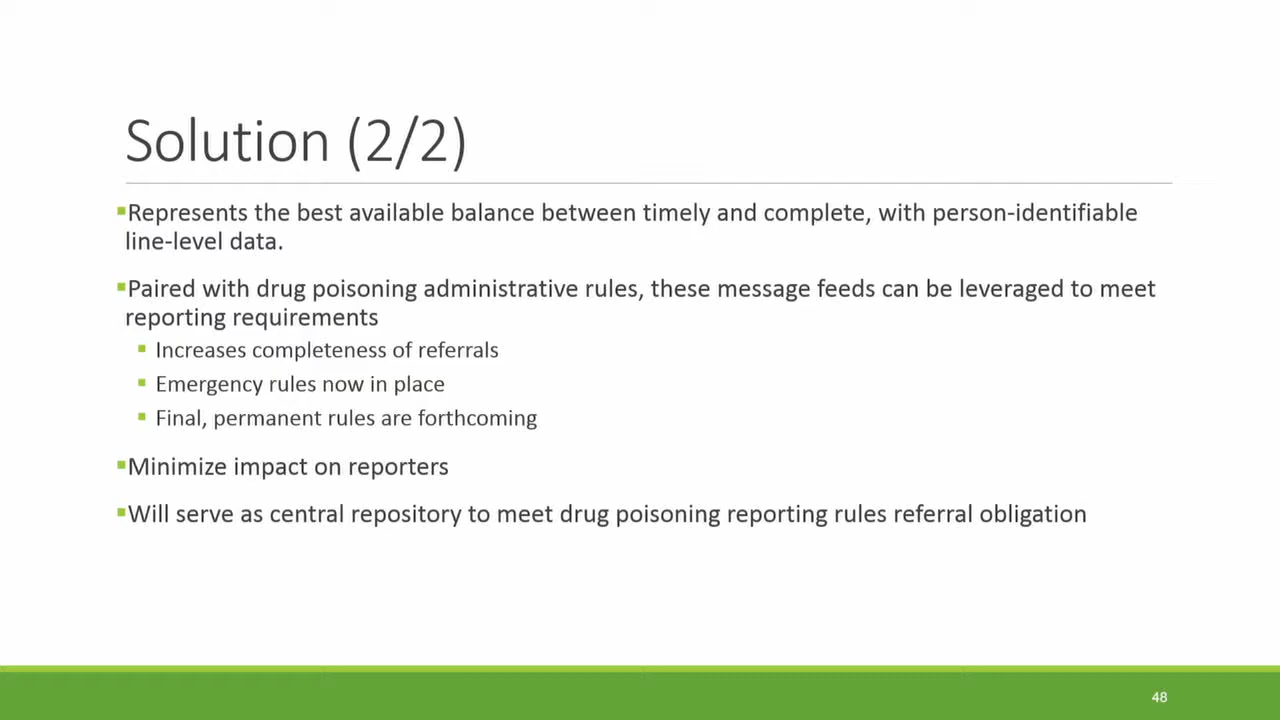 Solution (2/2)
▪Represents the best available balance between timely and complete, with person-identifiable
line-level data.
▪Paired with drug poisoning administrative rules, these message feeds can be leveraged to meet
reporting requirements
▪ Increases completeness of referrals
▪ Emergency rules now in place
▪ Final, permanent rules are forthcoming
▪Minimize impact on reporters
▪Will serve as central repository to meet drug poisoning reporting rules referral obligation
48